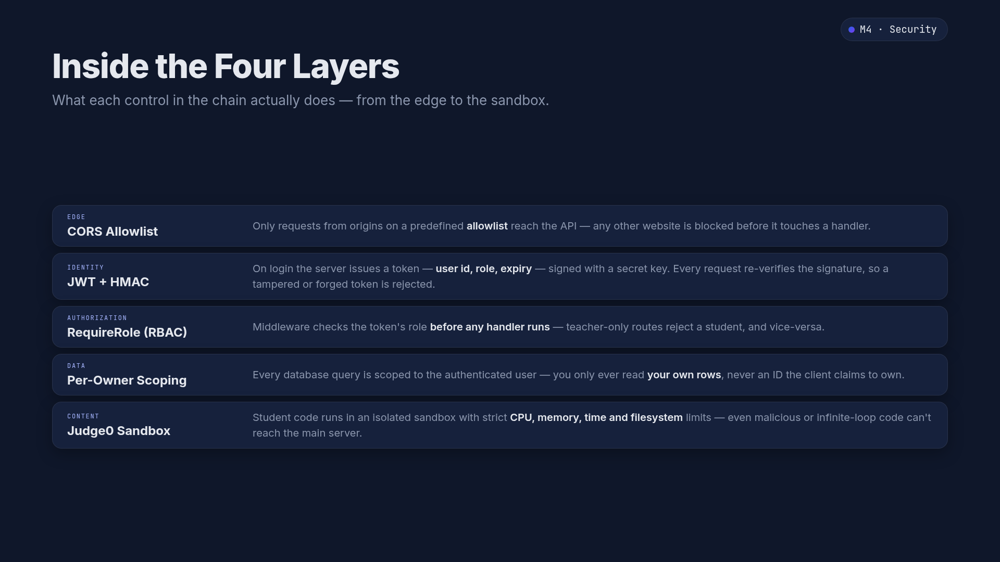 M4 · Security
Inside the Four Layers
What each control in the chain actually does — from the edge to the sandbox.
EDGE
CORS Allowlist
Only requests from origins on a predefined allowlist reach the API — any other website is blocked before it touches a handler.
IDENTITY
JWT + HMAC
On login the server issues a token — user id, role, expiry — signed with a secret key. Every request re-verifies the signature, so a
tampered or forged token is rejected.
AUTHORIZATION
RequireRole (RBAC)
Middleware checks the token's role before any handler runs — teacher-only routes reject a student, and vice-versa.
DATA
Per-Owner Scoping
Every database query is scoped to the authenticated user — you only ever read your own rows, never an ID the client claims to own.
CONTENT
Judge0 Sandbox
Student code runs in an isolated sandbox with strict CPU, memory, time and filesystem limits — even malicious or infinite-loop code can't
reach the main server.